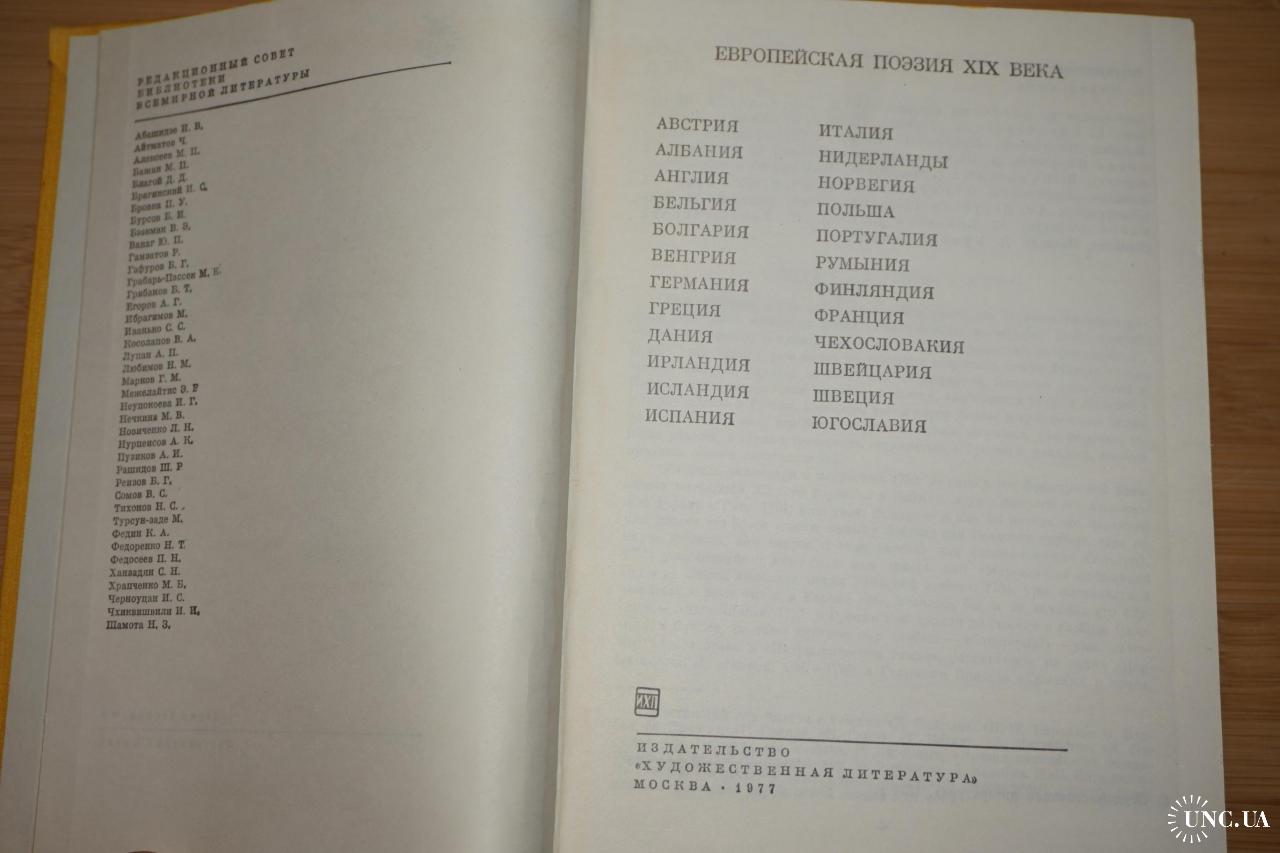 РЕДАКЦИОННЫЙ СОВЕТ
БИБЛИОТЕКИ
ВСЕМИРНОЙ ЛИТЕРАТУРЫ
Абашидзе И. В.
Айтматов Ч.
Алексеев М. П.
Бажан М. П.
Благой Д. Д.
Брагинский И. С.
Бровка П. У.
Бурсов Б. И.
Бээкман В. Э.
Ванаг Ю. П.
Гамзатов Р.
Гафуров Б. Г.
Грабарь-Пассек М. Е.
Грибанов Б. Т.
Егоров А. Г.
Ибрагимов М.
Иванько С. С.
Косолапов В. А.
Лупан А. П.
Любимов Н. М.
Марков Г. М.
Межелайтис Э. Б.
Неупокоева И. Г.
Нечкина М. В.
Новиченко Л. Н.
Нурпеисов А. К.
Пузиков А. И.
Рашидов Ш. Р
Реизов Б. Г.
Сомов В. С.
Тихонов Н. С.
Турсун-заде М.
Федин К. А.
Федоренко Н. Т.
Федосеев П. Н.
Ханзадян С. Н.
Храпченко М. Б.
Черноуцан И. С.
Чхиквишвили И. И.
Шамота Н. З.
ЕВРОПЕЙСКАЯ ПОЭЗИЯ XIX ВЕКА
АВСТРИЯ
АЛБАНИЯ
АНГЛИЯ
БЕЛЬГИЯ
БОЛГАРИЯ
ВЕНГРИЯ
ГЕРМАНИЯ
ГРЕЦИЯ
ДАНИЯ
ИРЛАНДИЯ
ИСЛАНДИЯ
ИСПАНИЯ
ИТАЛИЯ
НИДЕРЛАНДЫ
НОРВЕГИЯ
ПОЛЬША
ПОРТУГАЛИЯ
РУМЫНИЯ
ФИНЛЯНДИЯ
ФРАНЦИЯ
ЧЕХОСЛОВАКИЯ
ШВЕЙЦАРИЯ
ШВЕЦИЯ
ЮГОСЛАВИЯ
ИХЛ
ИЗДАТЕЛЬСТВО
«ХУДОЖЕСТВЕННАЯ ЛИТЕРАТУРА»
МОСКВА · 1977
UNC.UA